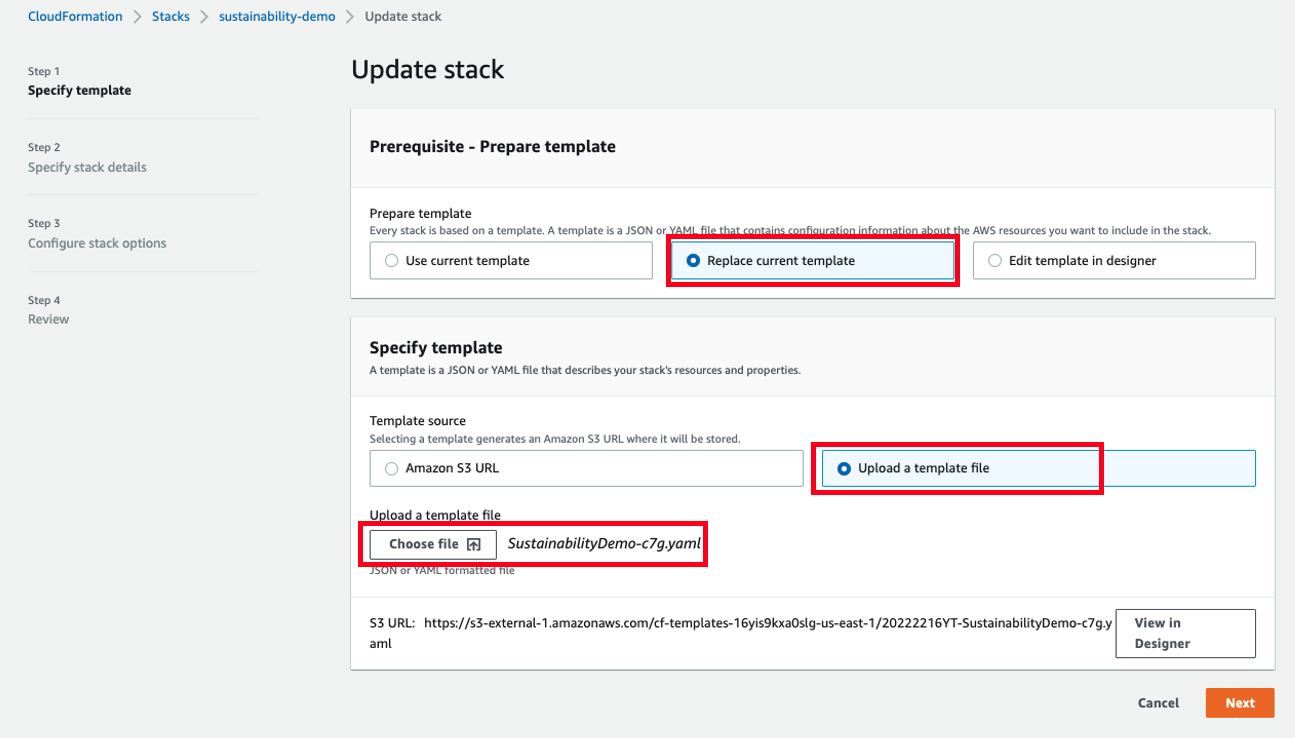 CloudFormation > Stacks > sustainability-demo > Update stack
Step 1
Specify template
Step 2
Specify stack details
Step 3
Configure stack options
Step 4
Review
Update stack
Prerequisite - Prepare template
Prepare template
Every stack is based on a template. A template is a JSON or YAML file that contains configuration information about the AWS resources you want to include in the stack.
Use current template
Replace current template
Edit template in designer
Specify template
A template is a JSON or YAML file that describes your stack's resources and properties.
Template source
Selecting a template generates an Amazon S3 URL where it will be stored.
Amazon S3 URL
Upload a template file
Upload a template file
Choose file SustainabilityDemo-c7g.yaml
JSON or YAML formatted file
S3 URL: https://s3-external-1.amazonaws.com/cf-templates-16yis9kxa0slg-us-east-1/20222216YT-SustainabilityDemo-c7g.y
aml
View in
Designer
Cancel
Next